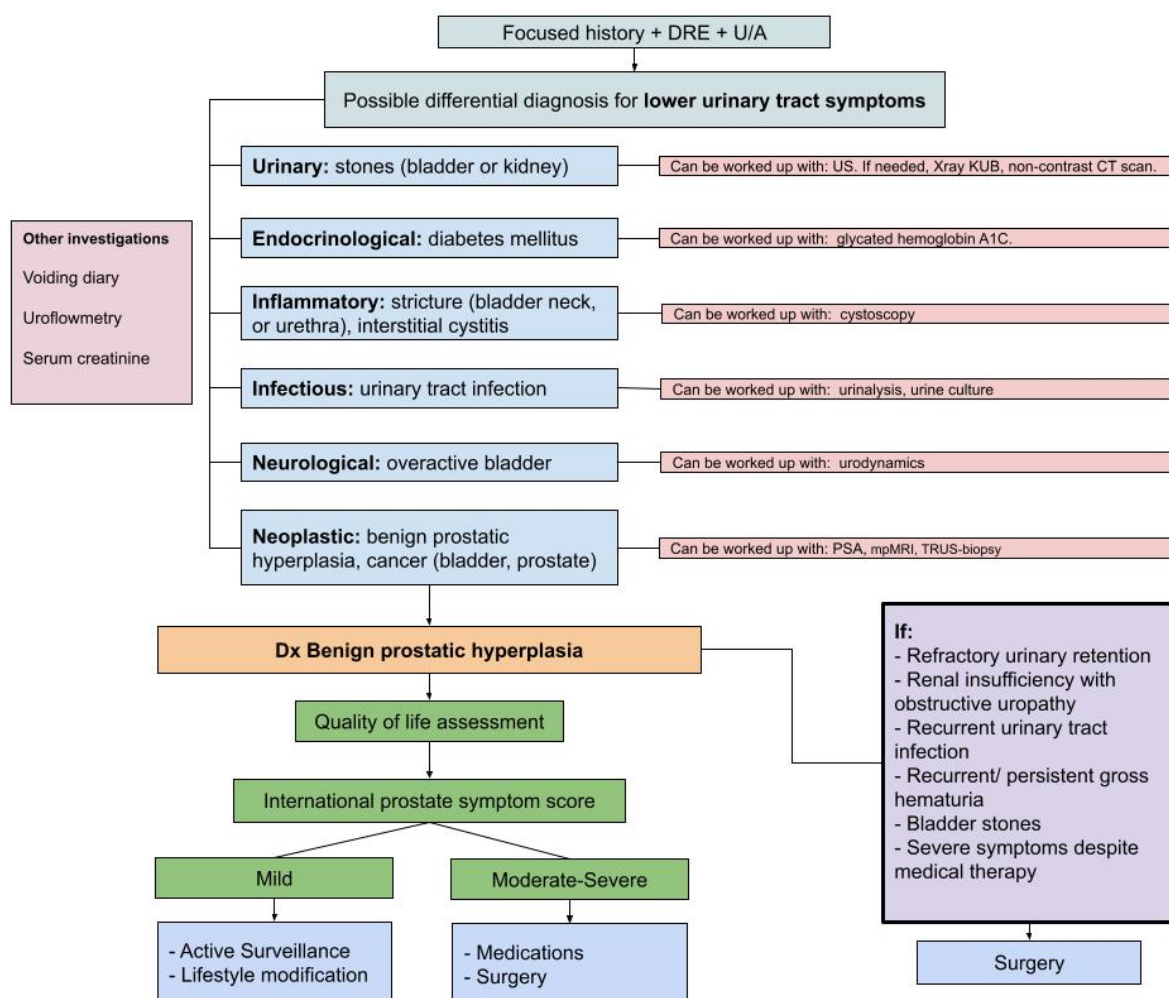 Focused history + DRE + U/A
Possible differential diagnosis for lower urinary tract symptoms
Other investigations
Voiding diary
Uroflowmetry
Serum creatinine
Urinary: stones (bladder or kidney)
Can be worked up with: US. If needed, Xray KUB, non-contrast CT scan.
Endocrinological: diabetes mellitus
Can be worked up with: glycated hemoglobin A1C.
Inflammatory: stricture (bladder neck,
or urethra), interstitial cystitis
Can be worked up with: cystoscopy
Infectious: urinary tract infection
Can be worked up with: urinalysis, urine culture
Neurological: overactive bladder
Can be worked up with: urodynamics
Neoplastic: benign prostatic
hyperplasia, cancer (bladder, prostate)
Can be worked up with: PSA, mpMRI, TRUS-biopsy
Dx Benign prostatic hyperplasia
Quality of life assessment
International prostate symptom score
Mild
Moderate-Severe
- Active Surveillance
- Lifestyle modification
- Medications
- Surgery
If:
- Refractory urinary retention
- Renal insufficiency with
obstructive uropathy
- Recurrent urinary tract
infection
- Recurrent/ persistent gross
hematuria
- Bladder stones
- Severe symptoms despite
medical therapy
Surgery